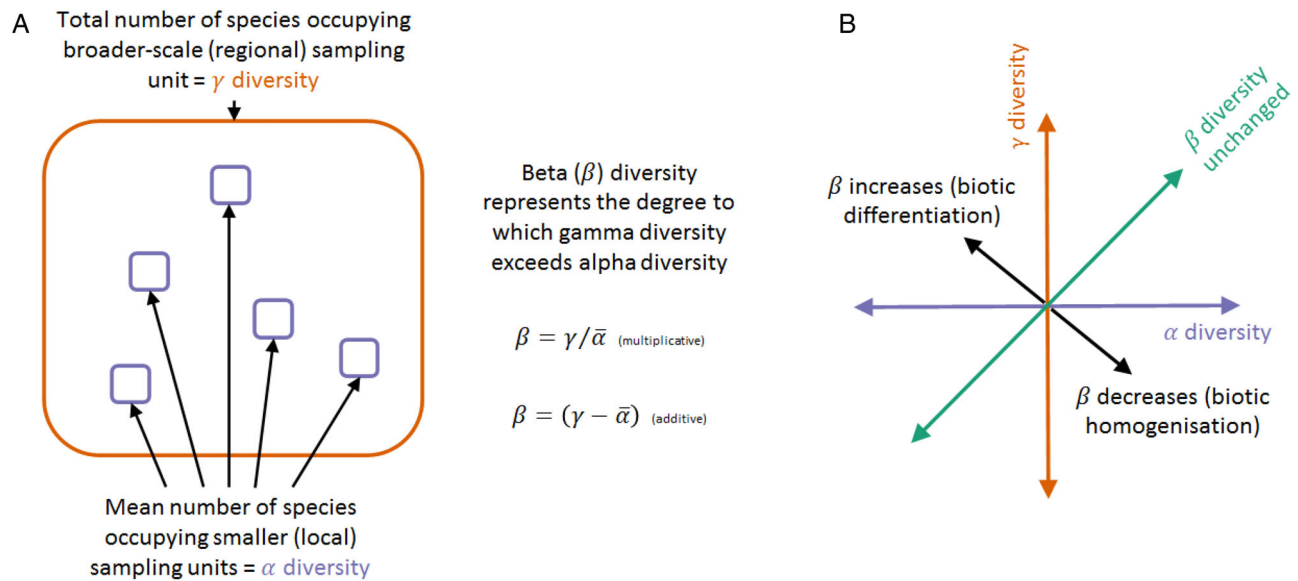 A
Total number of species occupying
broader-scale (regional) sampling
unit = γ diversity
Mean number of species
occupying smaller (local)
sampling units = α diversity
Beta (β) diversity
represents the degree to
which gamma diversity
exceeds alpha diversity
β = γ/ᾱ (multiplicative)
β = (γ − ᾱ) (additive)
B
γ diversity
β diversity
unchanged
β increases (biotic
differentiation)
α diversity
β decreases (biotic
homogenisation)